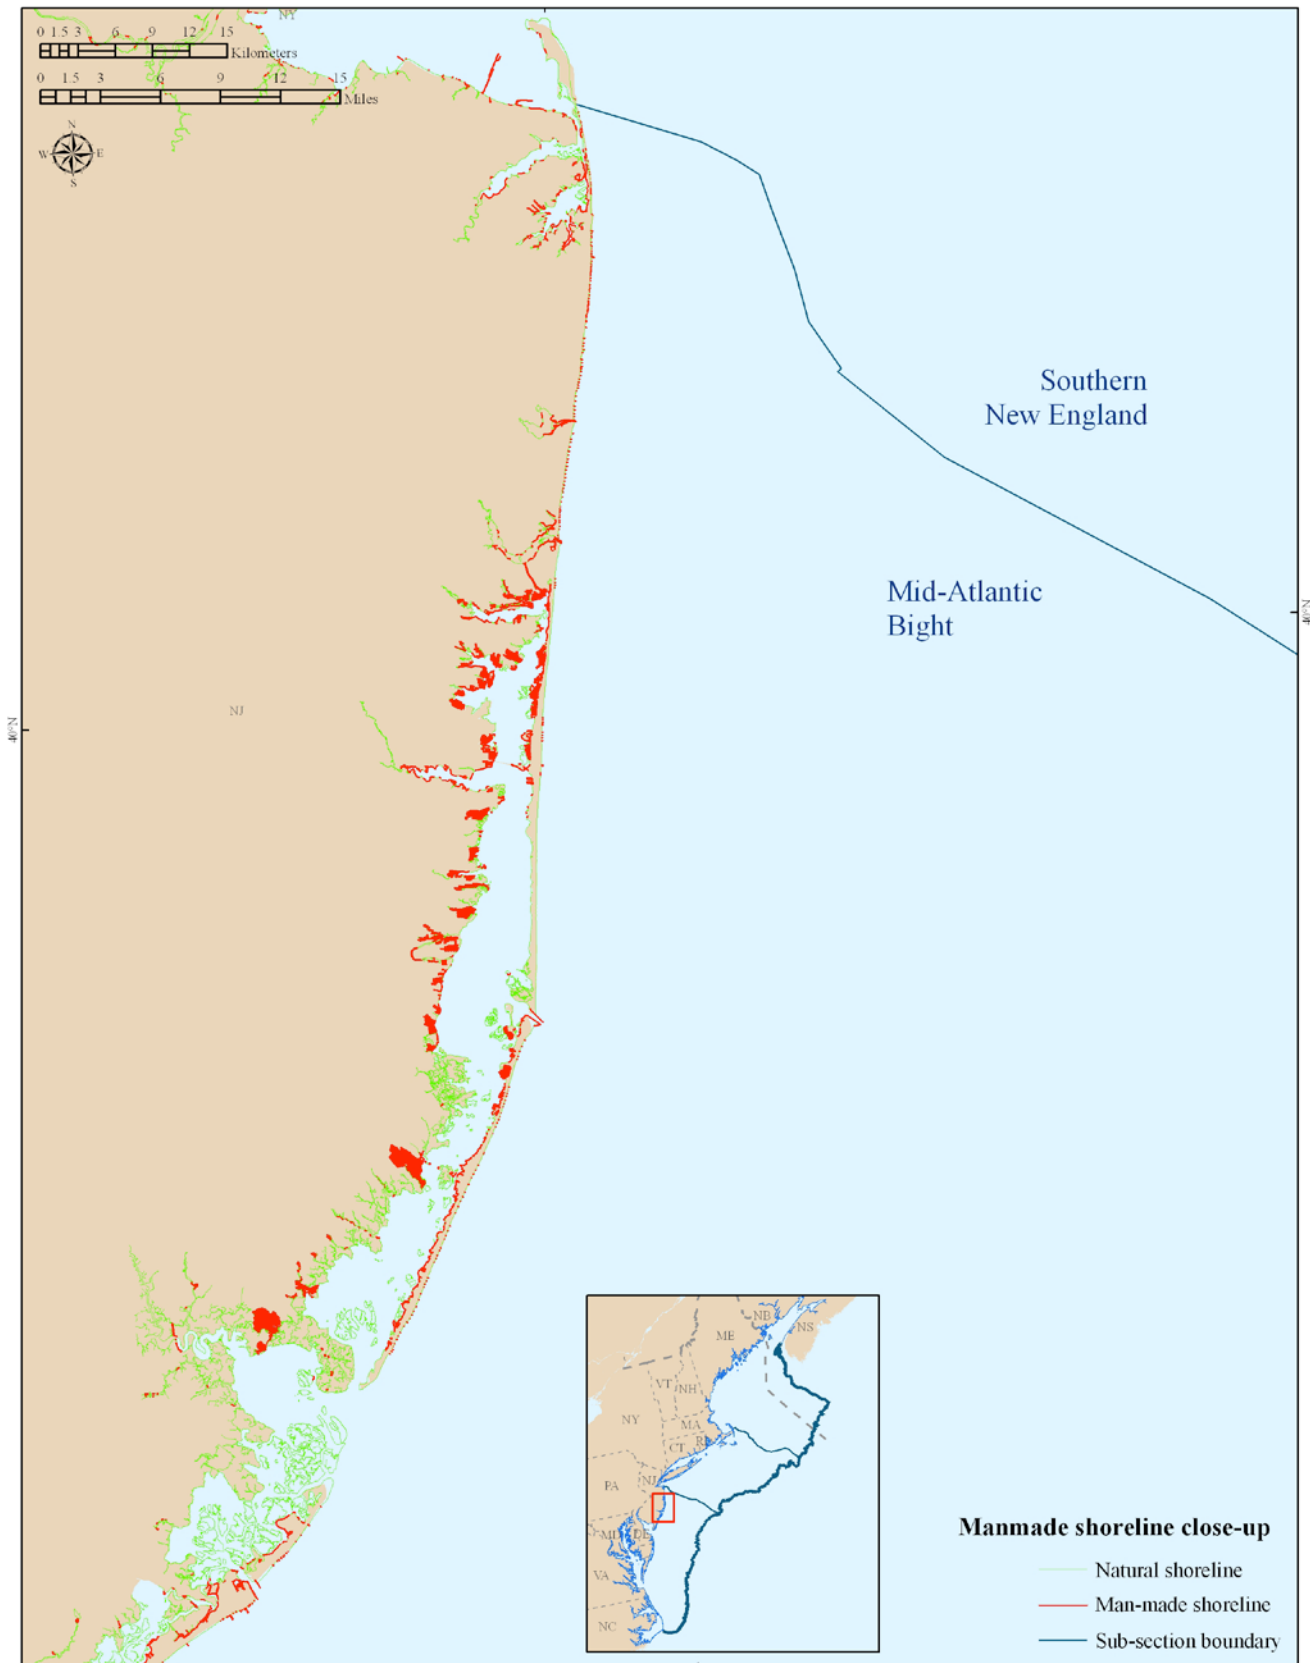 NY
0 1.5 3 6 9 12 15
Kilometers
0 1.5 3 6 9 12 15
Miles
N
W E
S
Southern
New England
Mid-Atlantic
Bight
40°N
NJ
40°N
NB
NS
ME
VT
NH
NY
MA
CT
RI
PA
NJ
MD
DE
VA
NC
Manmade shoreline close-up
Natural shoreline
Man-made shoreline
Sub-section boundary